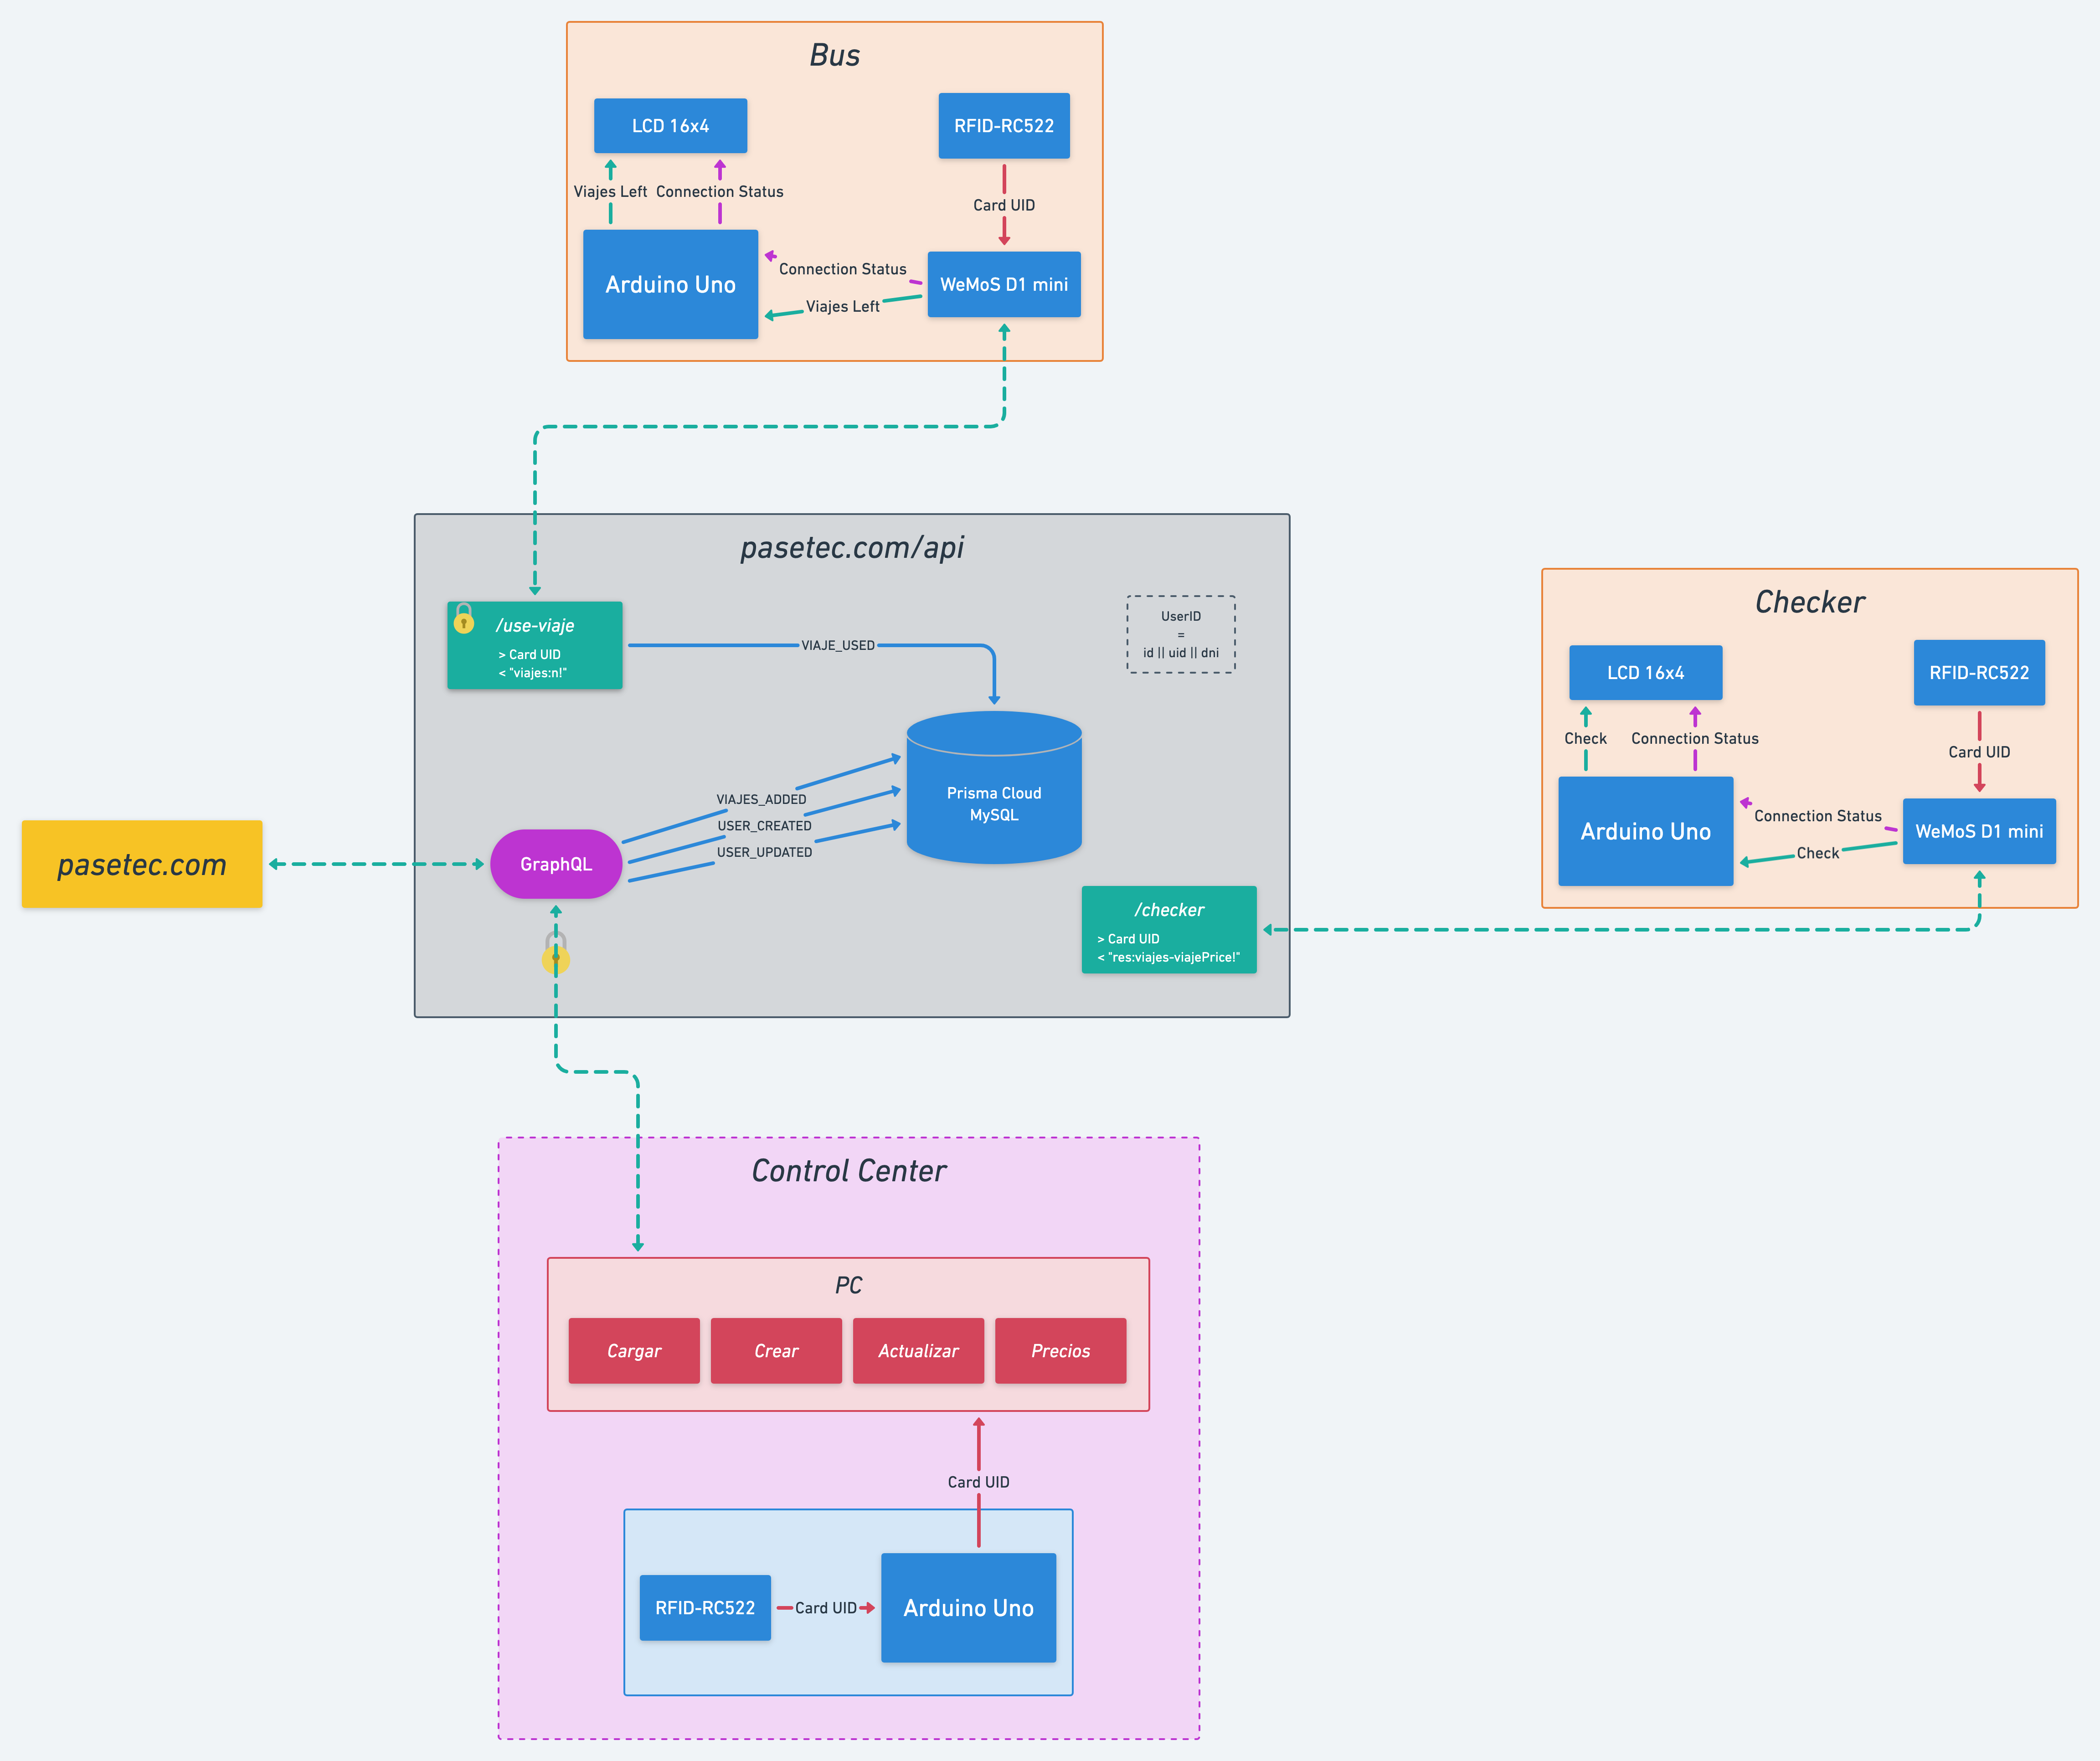 Bus
LCD 16x4
RFID-RC522
Viajes Left
Connection Status
Card UID
Arduino Uno
Connection Status
Viajes Left
WeMoS D1 mini
pasetec.com/api
/use-viaje
> Card UID
< "viajes:n!"
VIAJE_USED
UserID
=
id || uid || dni
Prisma Cloud
MySQL
VIAJES_ADDED
USER_CREATED
USER_UPDATED
GraphQL
/checker
> Card UID
< "res:viajes-viajePrice!"
pasetec.com
Checker
LCD 16x4
RFID-RC522
Check
Connection Status
Card UID
Arduino Uno
Connection Status
Check
WeMoS D1 mini
Control Center
PC
Cargar
Crear
Actualizar
Precios
Card UID
RFID-RC522
Card UID
Arduino Uno